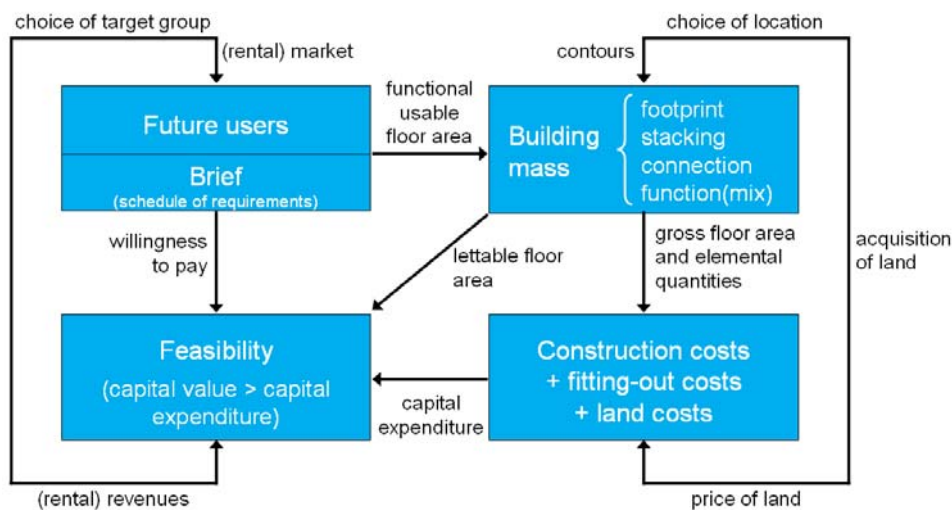 choice of target group
choice of location
(rental) market
contours
functional
usable
floor area
Future users
Brief
(schedule of requirements)
Building
mass
footprint
stacking
connection
function(mix)
willingness
to pay
lettable floor
area
gross floor area
and elemental
quantities
acquisition
of land
Feasibility
(capital value > capital
expenditure)
capital
expenditure
Construction costs
+ fitting-out costs
+ land costs
(rental) revenues
price of land